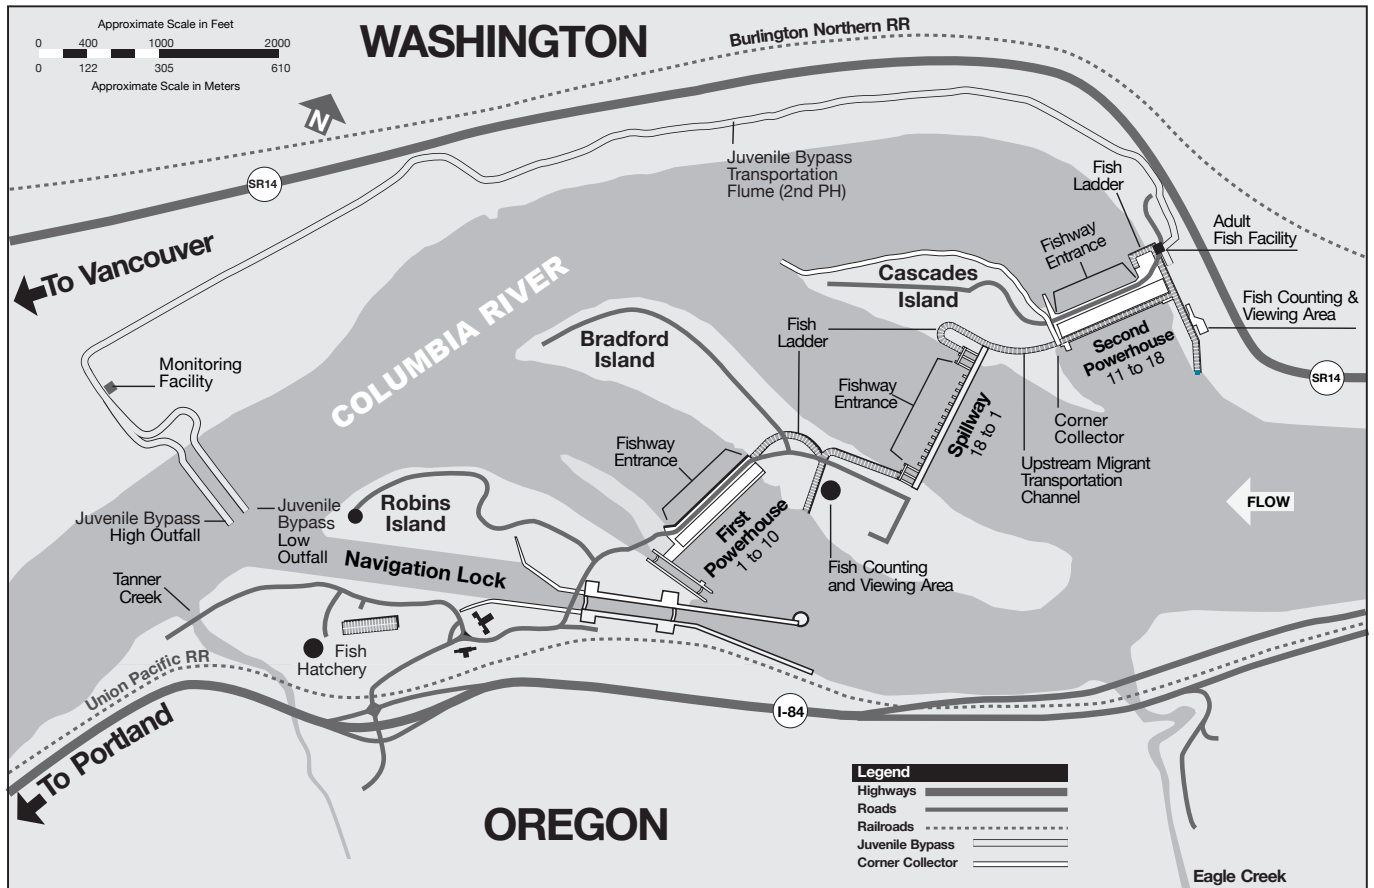 WASHINGTON
Approximate Scale in Feet
0 400 1000 2000
0 122 305 610
Approximate Scale in Meters
N
Burlington Northern RR
SR14
To Vancouver
Juvenile Bypass
Transportation
Flume (2nd PH)
Fish
Ladder
Adult
Fish Facility
Fishway
Entrance
Cascades
Island
Fish Counting &
Viewing Area
COLUMBIA RIVER
Bradford
Island
Fish
Ladder
Second
Powerhouse
11 to 18
SR14
Monitoring
Facility
Fishway
Entrance
Spillway
18 to 1
Corner
Collector
Upstream Migrant
Transportation
Channel
Fishway
Entrance
FLOW
Juvenile Bypass
High Outfall
Juvenile
Bypass
Low
Outfall
Robins
Island
First
Powerhouse
1 to 10
Fish Counting
and Viewing Area
Navigation Lock
Tanner
Creek
Fish
Hatchery
Union Pacific RR
To Portland
I-84
OREGON
Legend
Highways
Roads
Railroads
Juvenile Bypass
Corner Collector
Eagle Creek